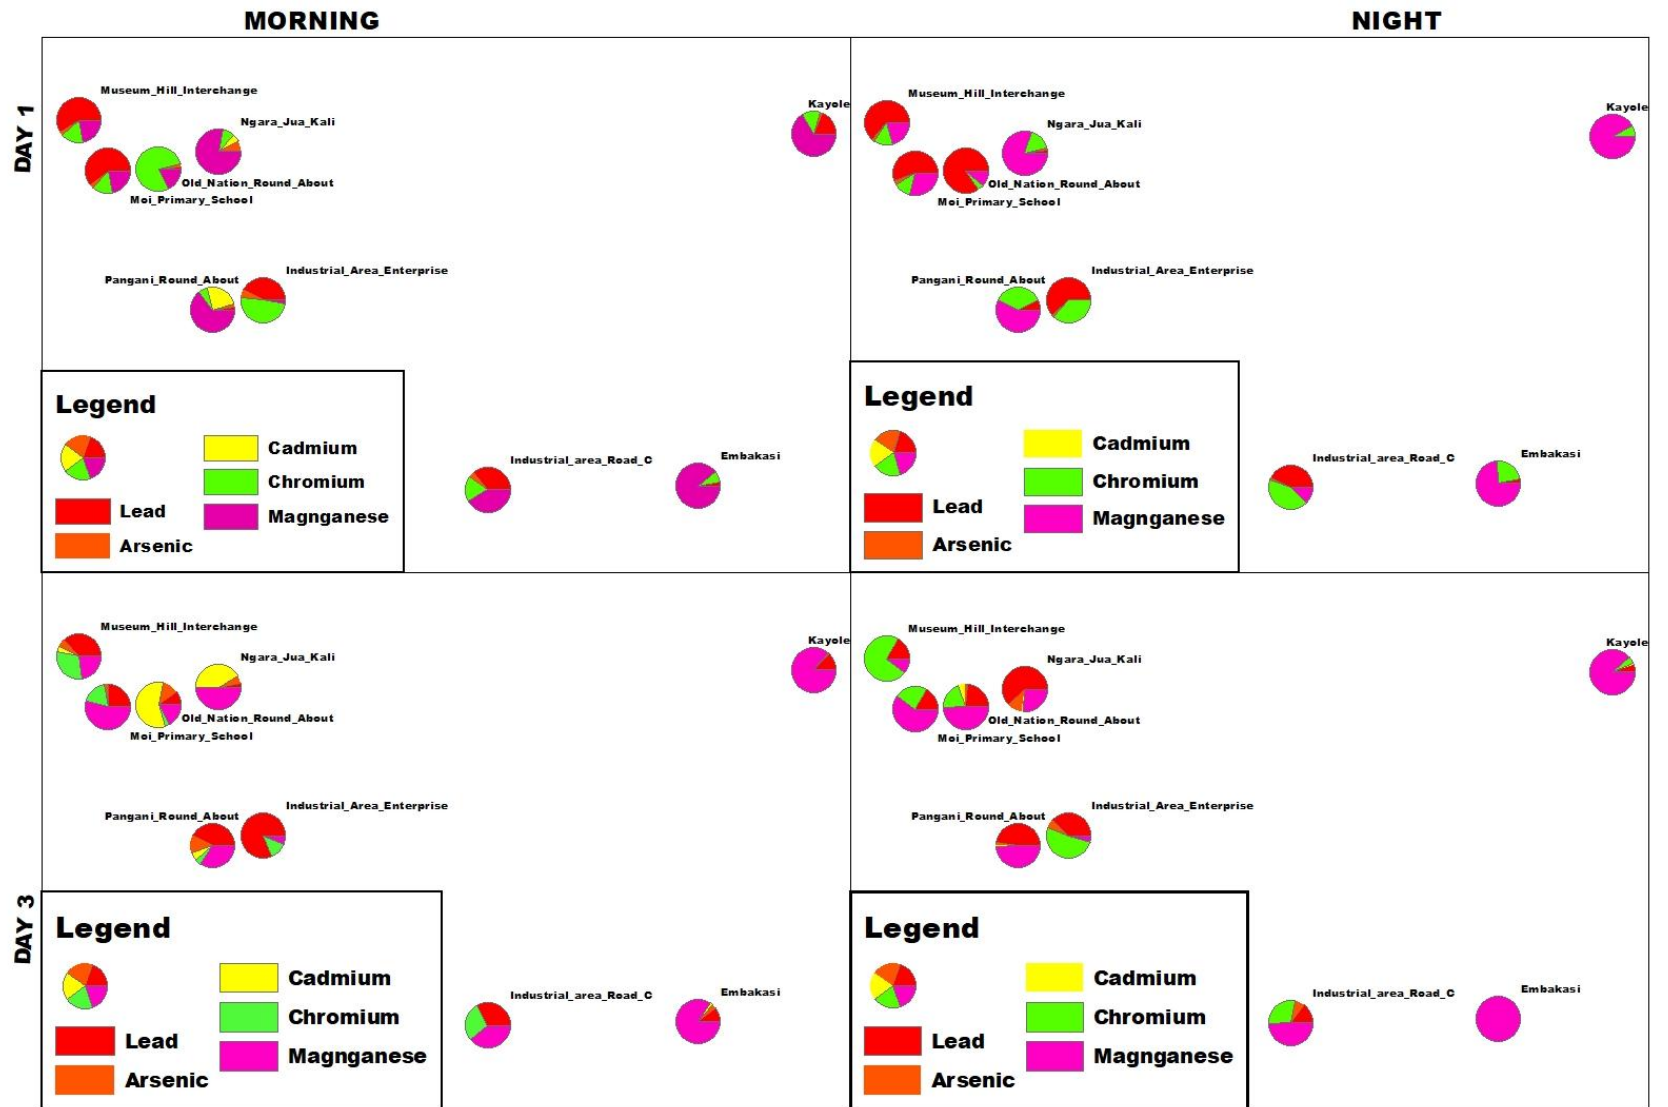 MORNING
NIGHT
DAY 1
Museum_Hill_Interchange
Ngara_Jua_Kali
Kayole
Old_Nation_Round_About
Moi_Primary_School
Pangani_Round_About
Industrial_Area_Enterprise
Legend
Cadmium
Chromium
Lead
Magnganese
Arsenic
Industrial_area_Road_C
Embakasi
Museum_Hill_Interchange
Ngara_Jua_Kali
Kayole
Old_Nation_Round_About
Moi_Primary_School
Pangani_Round_About
Industrial_Area_Enterprise
Legend
Cadmium
Chromium
Lead
Magnganese
Arsenic
Industrial_area_Road_C
Embakasi
DAY 3
Museum_Hill_Interchange
Ngara_Jua_Kali
Kayole
Old_Nation_Round_About
Moi_Primary_School
Pangani_Round_About
Industrial_Area_Enterprise
Legend
Cadmium
Chromium
Lead
Magnganese
Arsenic
Industrial_area_Road_C
Embakasi
Museum_Hill_Interchange
Ngara_Jua_Kali
Kayole
Old_Nation_Round_About
Moi_Primary_School
Pangani_Round_About
Industrial_Area_Enterprise
Legend
Cadmium
Chromium
Lead
Magnganese
Arsenic
Industrial_area_Road_C
Embakasi